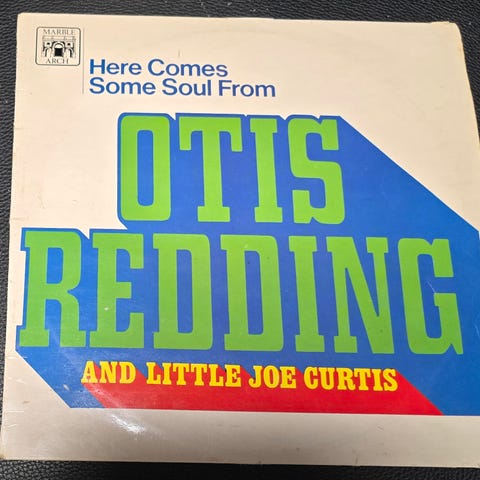 MARBLE
ARCH
Here Comes
Some Soul From
OTIS
REDDING
AND LITTLE JOE CURTIS